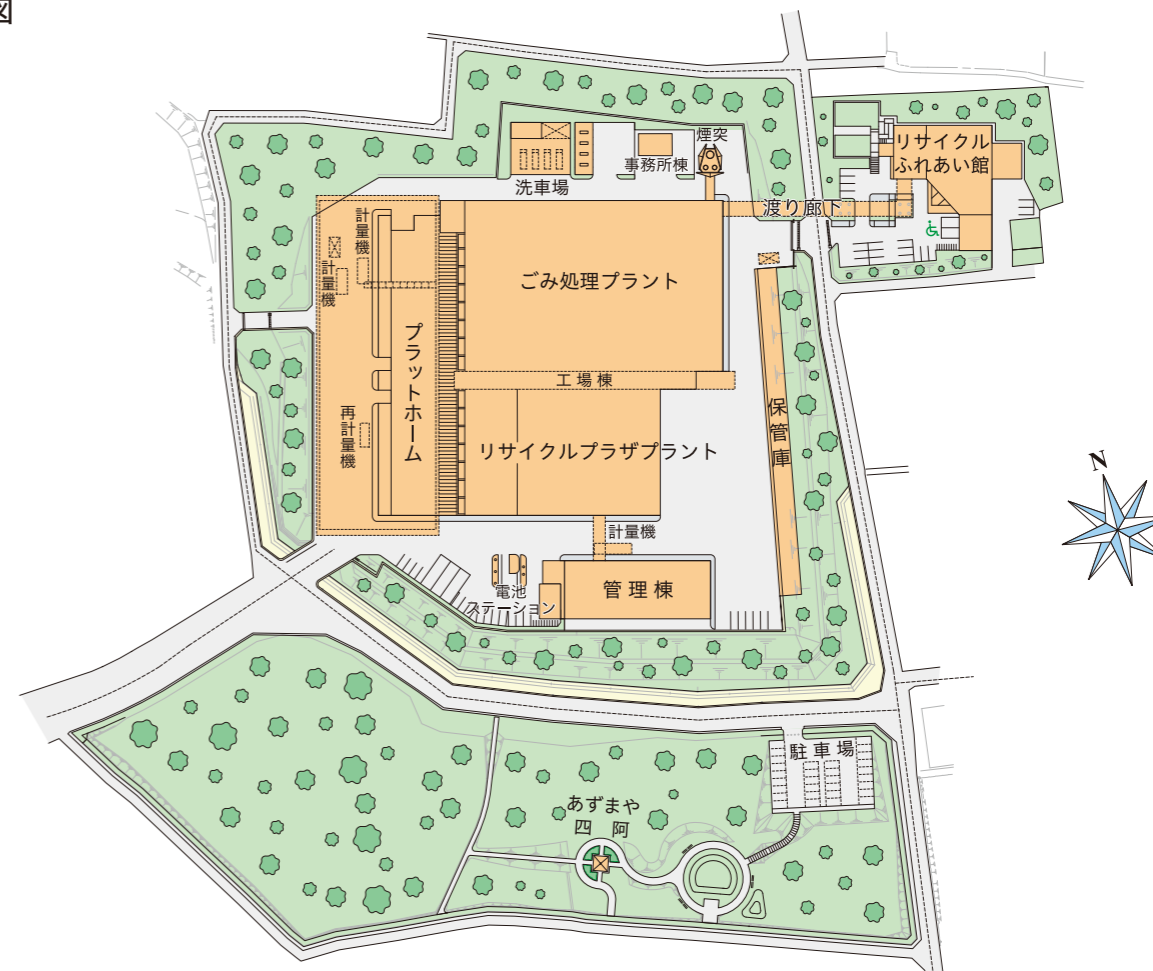 図
煙突
事務所棟
洗車場
リサイクル
ふれあい館
渡り廊下
計量機
計量機
ごみ処理プラント
プラットホーム
工場棟
再計量機
リサイクルプラザプラント
保管庫
計量機
電池
ステーション
管理棟
N
駐車場
あずまや
四阿